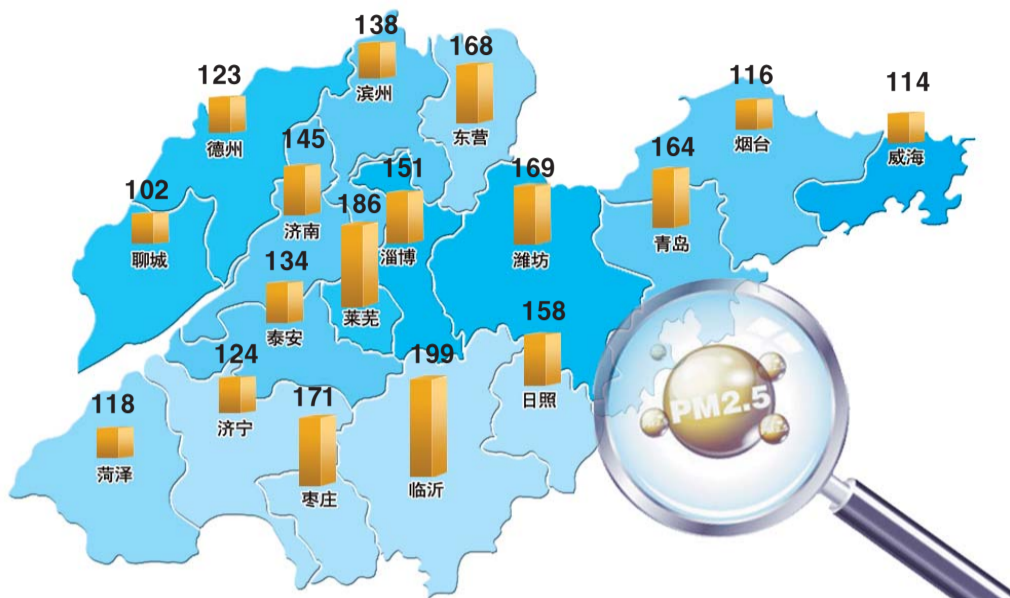 138
滨州
168
东营
123
德州
116
烟台
114
威海
145
济南
151
淄博
169
潍坊
164
青岛
102
聊城
186
莱芜
134
泰安
158
日照
124
济宁
199
临沂
171
枣庄
118
菏泽
PM2.5